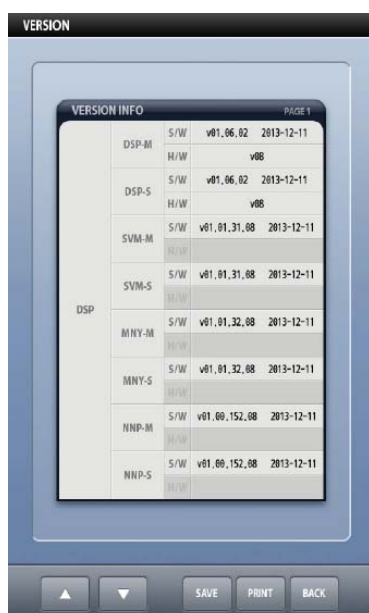 VERSION
VERSION INFO PAGE 1
DSP
DSP-M S/W v01.06.02 2013-12-11
H/W v08
DSP-S S/W v01.06.02 2013-12-11
H/W v08
SVM-M S/W v01.01.31.08 2013-12-11
H/W
SVM-S S/W v01.01.31.08 2013-12-11
H/W
MNY-M S/W v01.01.32.08 2013-12-11
H/W
MNY-S S/W v01.01.32.08 2013-12-11
H/W
NNP-M S/W v01.00.152.08 2013-12-11
H/W
NNP-S S/W v01.00.152.08 2013-12-11
H/W
SAVE PRINT BACK